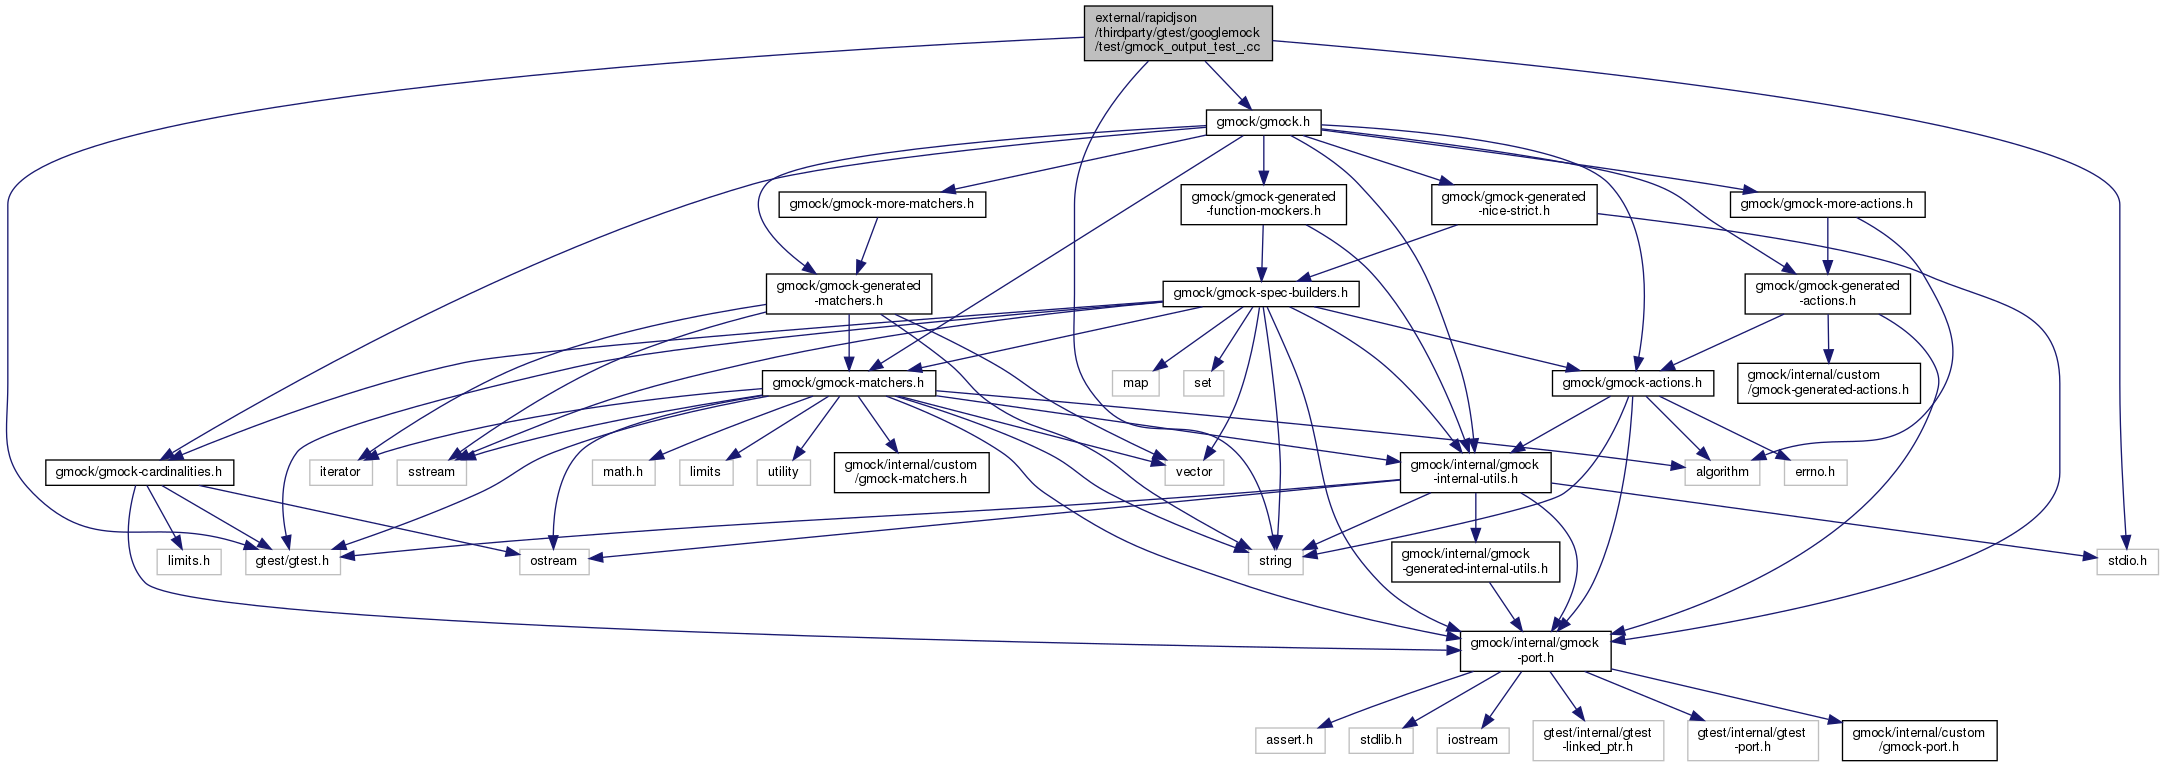 external/rapidjson
/thirdparty/gtest/googlemock
/test/gmock_output_test_.cc
gmock/gmock.h
gmock/gmock-more-matchers.h
gmock/gmock-generated
-function-mockers.h
gmock/gmock-generated
-nice-strict.h
gmock/gmock-more-actions.h
gmock/gmock-generated
-matchers.h
gmock/gmock-spec-builders.h
gmock/gmock-generated
-actions.h
gmock/gmock-matchers.h
map
set
gmock/gmock-actions.h
gmock/internal/custom
/gmock-generated-actions.h
gmock/gmock-cardinalities.h
iterator
sstream
math.h
limits
utility
gmock/internal/custom
/gmock-matchers.h
vector
gmock/internal/gmock
-internal-utils.h
algorithm
errno.h
limits.h
gtest/gtest.h
ostream
string
gmock/internal/gmock
-generated-internal-utils.h
stdio.h
gmock/internal/gmock
-port.h
assert.h
stdlib.h
iostream
gtest/internal/gtest
-linked_ptr.h
gtest/internal/gtest
-port.h
gmock/internal/custom
/gmock-port.h